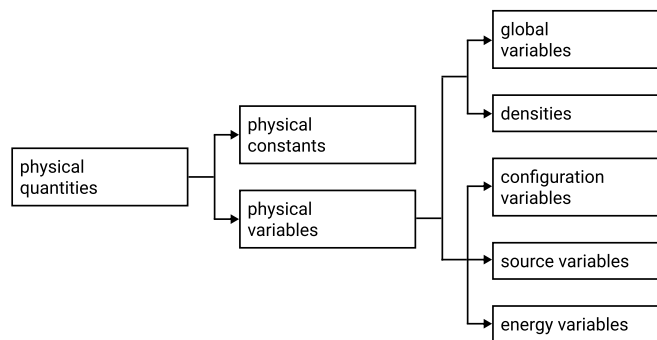 physical
quantities
physical
constants
physical
variables
global
variables
densities
configuration
variables
source variables
energy variables